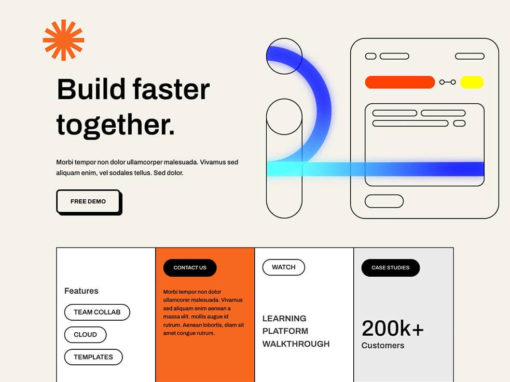 Build faster
together.
Morbi tempor non dolor ullamcorper malesuada. Vivamus sed
aliquam enim, vel sodales tellus. Sed dolor.
FREE DEMO
Features
TEAM COLLAB
CLOUD
TEMPLATES
CONTACT US
Morbi tempor non dolor
ullamcorper malesuada. Vivamus
sed aliquam enim aenean a
massa elit. mollis augue id
rutrum. Aenean lobortis, diam sit
amet congue rutrum.
WATCH
LEARNING
PLATFORM
WALKTHROUGH
CASE STUDIES
200k+
Customers